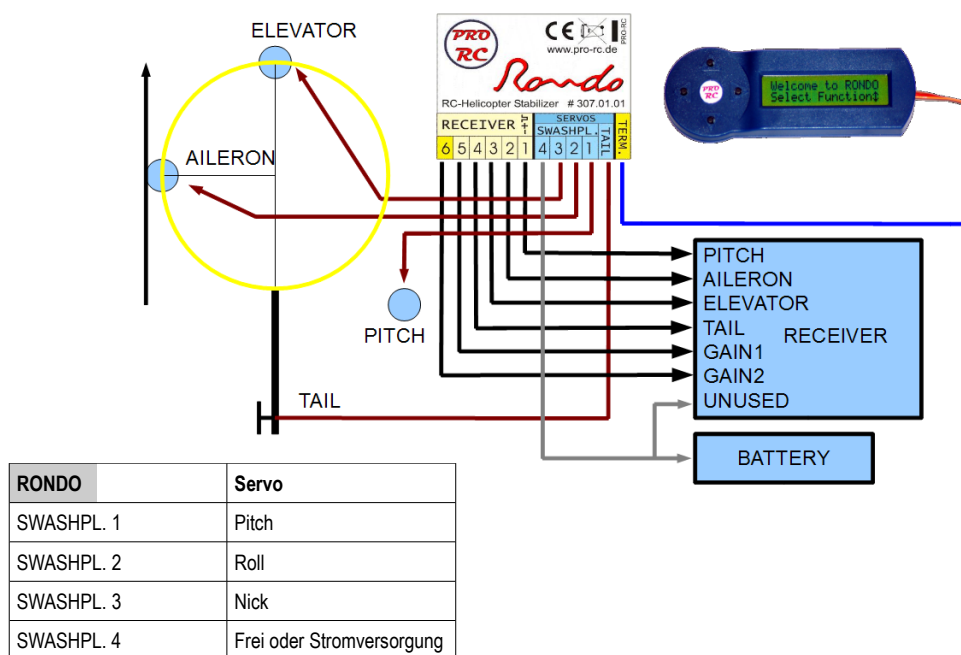 ELEVATOR
AILERON
PITCH
TAIL
PRO
RC
CE
PRO-RC
www.pro-rc.de
Rondo
RC-Helicopter Stabilizer # 307.01.01
RECEIVER
SERVOS
SWASHPL.
TAIL
TERM.
6 5 4 3 2 1 4 3 2 1
PRO
RC
Welcome to RONDO
Select Function
PITCH
AILERON
ELEVATOR
TAIL
GAIN1
GAIN2
UNUSED
RECEIVER
BATTERY
RONDO Servo
SWASHPL. 1 Pitch
SWASHPL. 2 Roll
SWASHPL. 3 Nick
SWASHPL. 4 Frei oder Stromversorgung